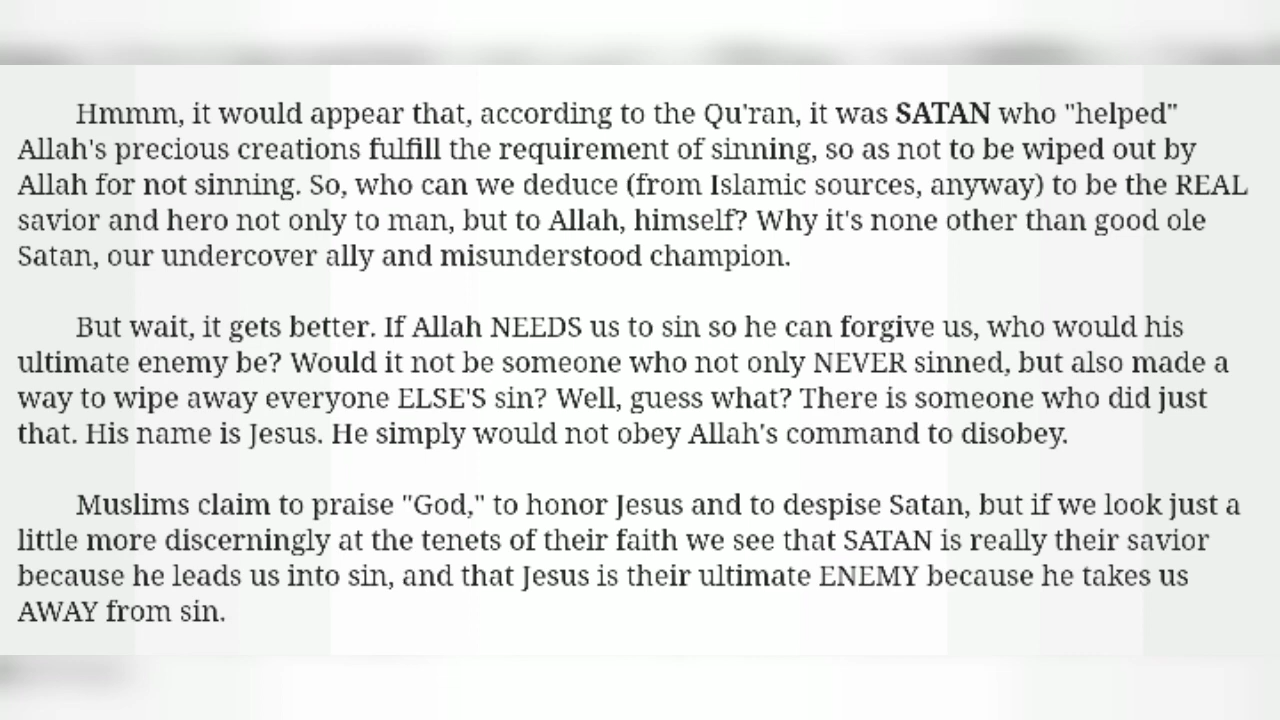 Hmmm, it would appear that, according to the Qu'ran, it was SATAN who "helped"
Allah's precious creations fulfill the requirement of sinning, so as not to be wiped out by
Allah for not sinning. So, who can we deduce (from Islamic sources, anyway) to be the REAL
savior and hero not only to man, but to Allah, himself? Why it's none other than good ole
Satan, our undercover ally and misunderstood champion.
But wait, it gets better. If Allah NEEDS us to sin so he can forgive us, who would his
ultimate enemy be? Would it not be someone who not only NEVER sinned, but also made a
way to wipe away everyone ELSE'S sin? Well, guess what? There is someone who did just
that. His name is Jesus. He simply would not obey Allah's command to disobey.
Muslims claim to praise "God," to honor Jesus and to despise Satan, but if we look just a
little more discerningly at the tenets of their faith we see that SATAN is really their savior
because he leads us into sin, and that Jesus is their ultimate ENEMY because he takes us
AWAY from sin.